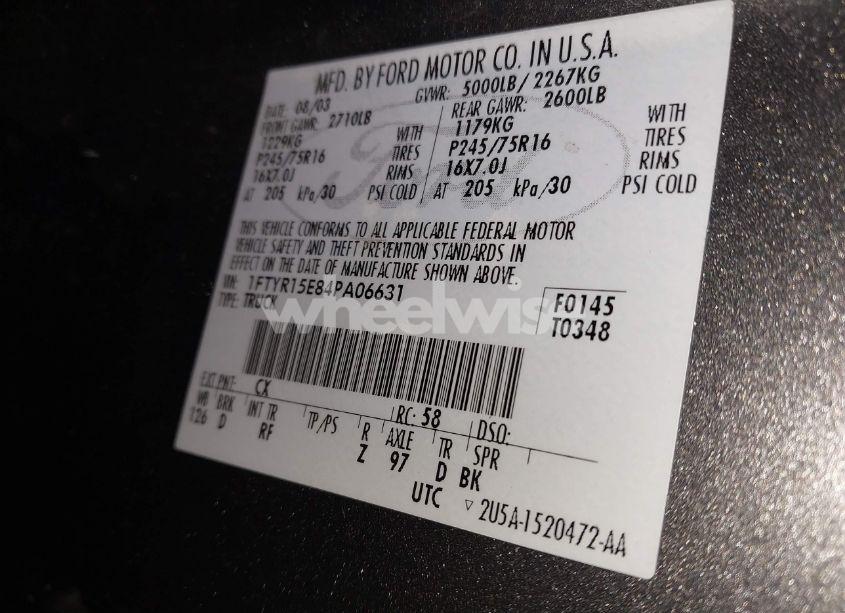 MFD. BY FORD MOTOR CO. IN U.S.A.
DATE: 08/03 GVWR: 5000LB/ 2267KG
FRONT GAWR: 2710LB REAR GAWR: 2600LB
1229KG WITH 1179KG WITH
P245/75R16 TIRES P245/75R16 TIRES
16X7.0J RIMS 16X7.0J RIMS
AT 205 kPa/30 PSI COLD AT 205 kPa/30 PSI COLD
Ford
THIS VEHICLE CONFORMS TO ALL APPLICABLE FEDERAL MOTOR
VEHICLE SAFETY AND THEFT PREVENTION STANDARDS IN
EFFECT ON THE DATE OF MANUFACTURE SHOWN ABOVE.
VIN: 1FTYR15E84PA06631 F0145
TYPE: TRUCK T0348
wheelwise
EXT PNT: CX RC: 58 DSO:
WB BRK INT TR TP/PS R AXLE TR SPR
126 D RF Z 97 D BK
UTC ▽ 2U5A-1520472-AA